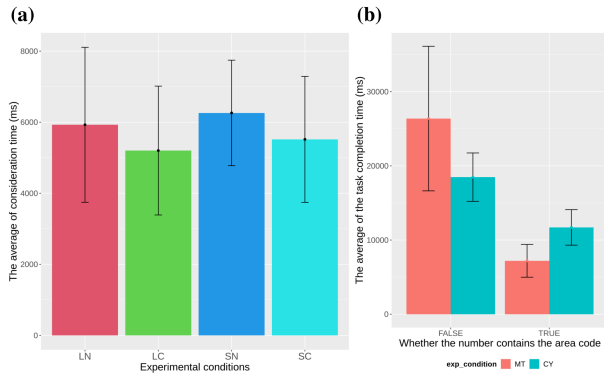 (a)
The average of consideration time (ms)
8000
6000
4000
2000
0
LN LC SN SC
Experimental conditions
(b)
The average of the task completion time (ms)
30000
20000
10000
0
FALSE TRUE
Whether the number contains the area code
exp_condition MT CY